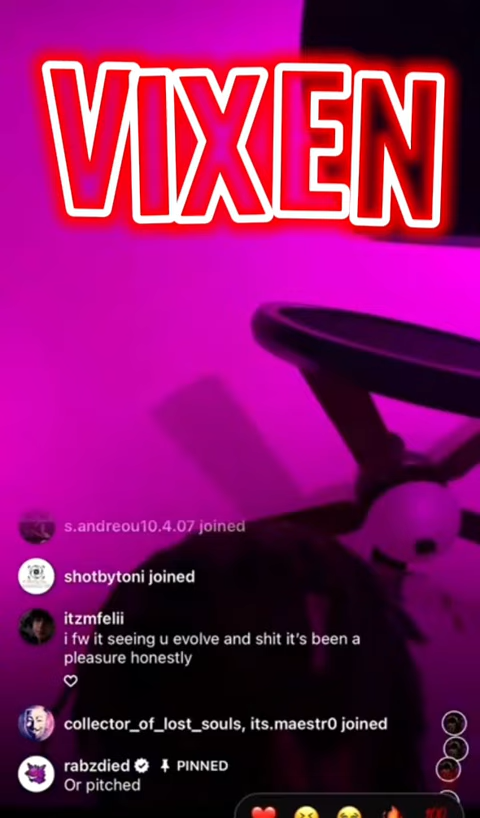 VIXEN
s.andreou10.4.07 joined
shotbytoni joined
itzmfelii
i fw it seeing u evolve and shit it's been a
pleasure honestly
collector_of_lost_souls, its.maestr0 joined
rabzdied PINNED
Or pitched
100